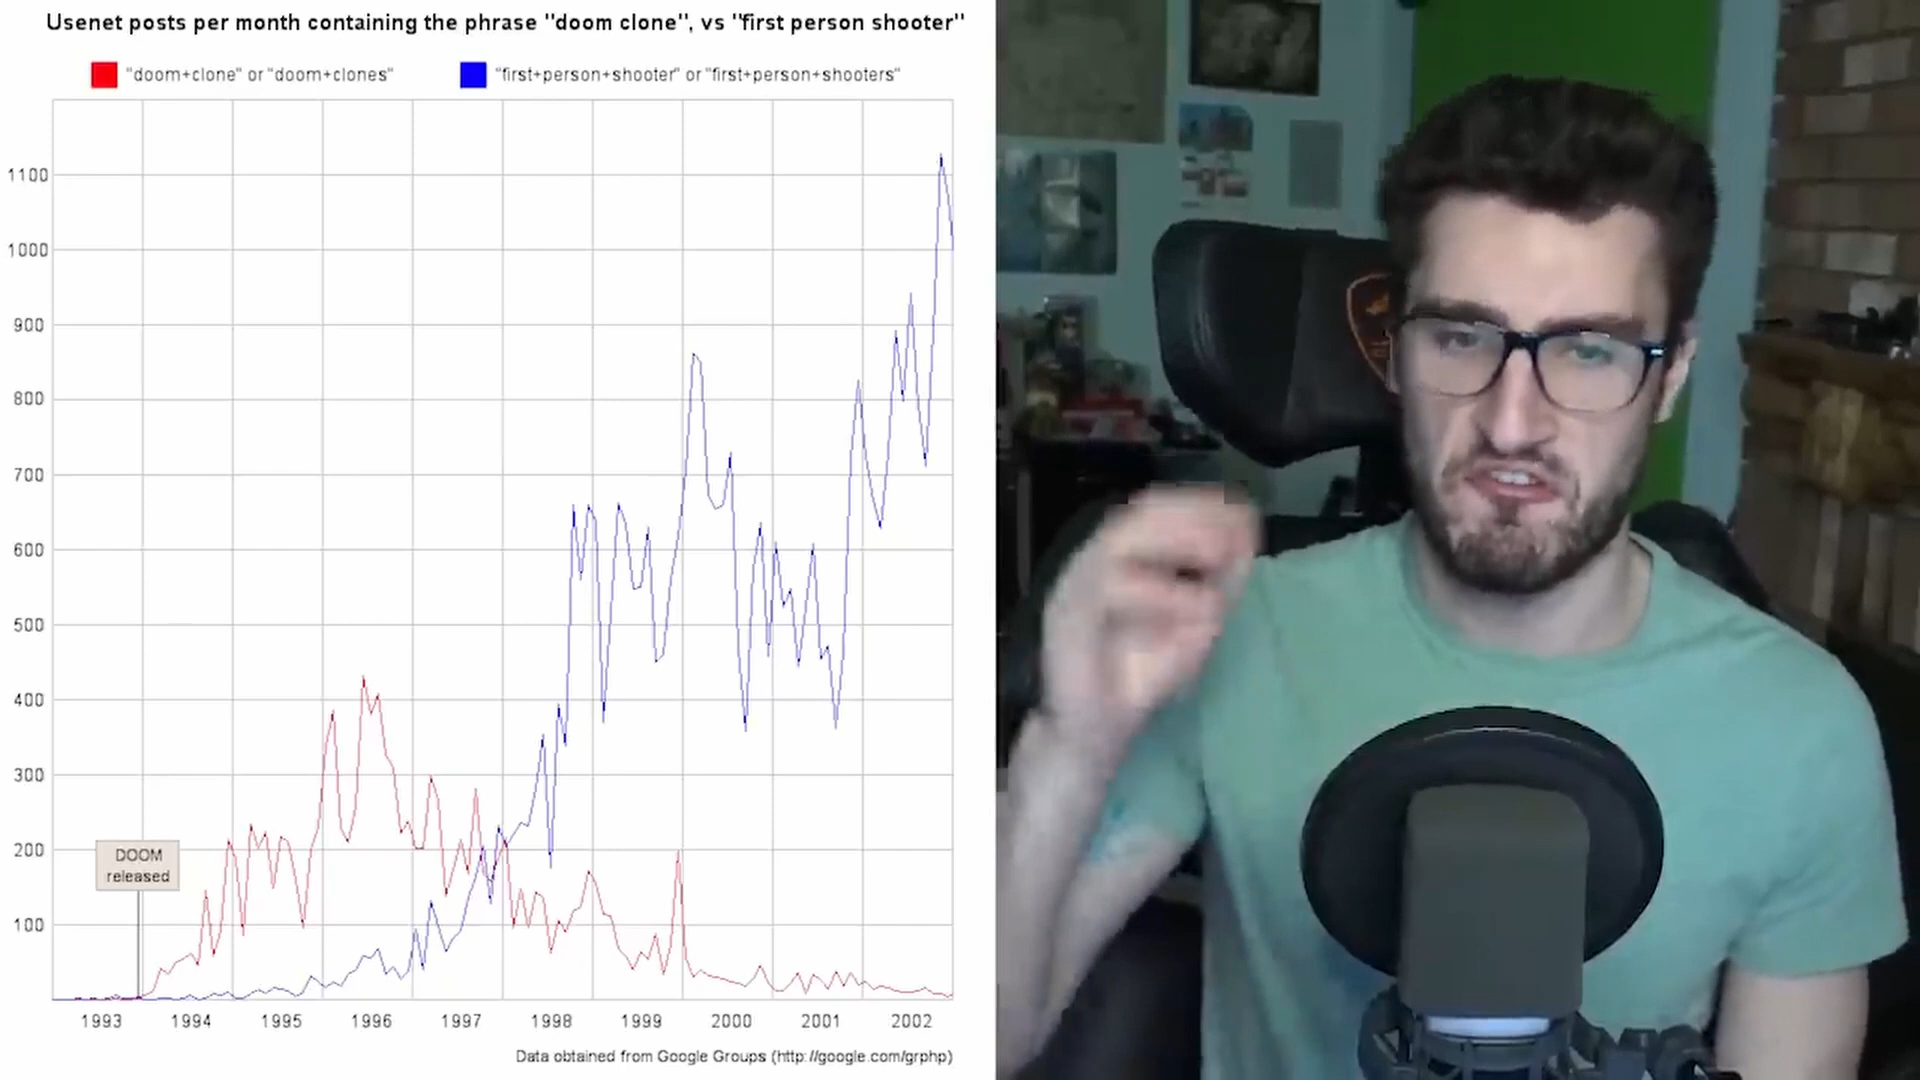 Usenet posts per month containing the phrase "doom clone", vs "first person shooter"
"doom+clone" or "doom+clones"
"first+person+shooter" or "first+person+shooters"
1100
1000
900
800
700
600
500
400
300
200
100
DOOM
released
1993 1994 1995 1996 1997 1998 1999 2000 2001 2002
Data obtained from Google Groups (http://google.com/grphp)